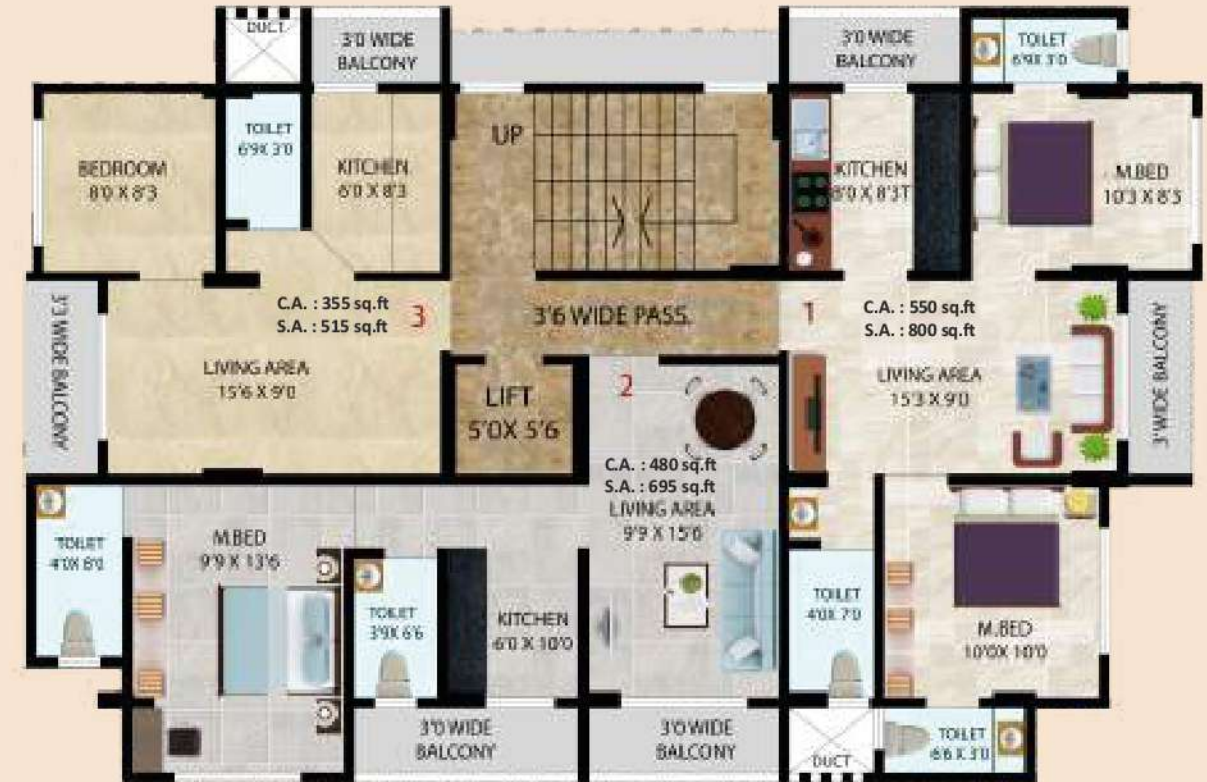 DUCT
3'0 WIDE
BALCONY
3'0 WIDE
BALCONY
TOILET
6'9X 3'0
BEDROOM
8'0 X 8'3
TOILET
6'9X 3'0
KITCHEN
6'0 X 8'3
UP
KITCHEN
8'0 X 8'3T
M.BED
10'3 X 8'3
3'3 WIDE BALCONY
C.A. : 355 sq.ft
S.A. : 515 sq.ft
3
LIVING AREA
15'6 X 9'0
3'6 WIDE PASS.
LIFT
5'0X 5'6
1
C.A. : 550 sq.ft
S.A. : 800 sq.ft
LIVING AREA
15'3 X 9'0
3' WIDE BALCONY
2
C.A. : 480 sq.ft
S.A. : 695 sq.ft
LIVING AREA
9'9 X 15'6
TOILET
4'0X 8'0
M.BED
9'9 X 13'6
TOILET
3'9X 6'6
KITCHEN
6'0 X 10'0
TOILET
4'0X 7'0
M.BED
10'0X 10'0
3'0 WIDE
BALCONY
3'0 WIDE
BALCONY
DUCT
TOILET
6'6X 3'0